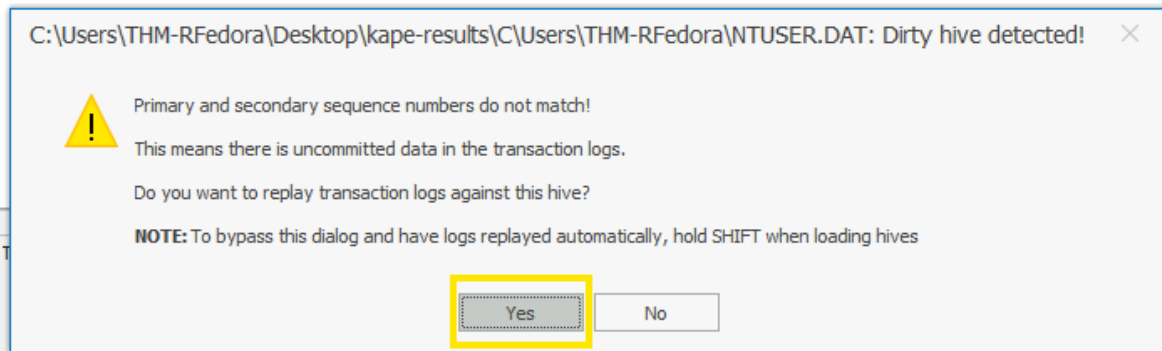 C:\Users\THM-RFedora\Desktop\kape-results\C\Users\THM-RFedora\NTUSER.DAT: Dirty hive detected!
Primary and secondary sequence numbers do not match!
This means there is uncommitted data in the transaction logs.
Do you want to replay transaction logs against this hive?
NOTE: To bypass this dialog and have logs replayed automatically, hold SHIFT when loading hives
Yes
No